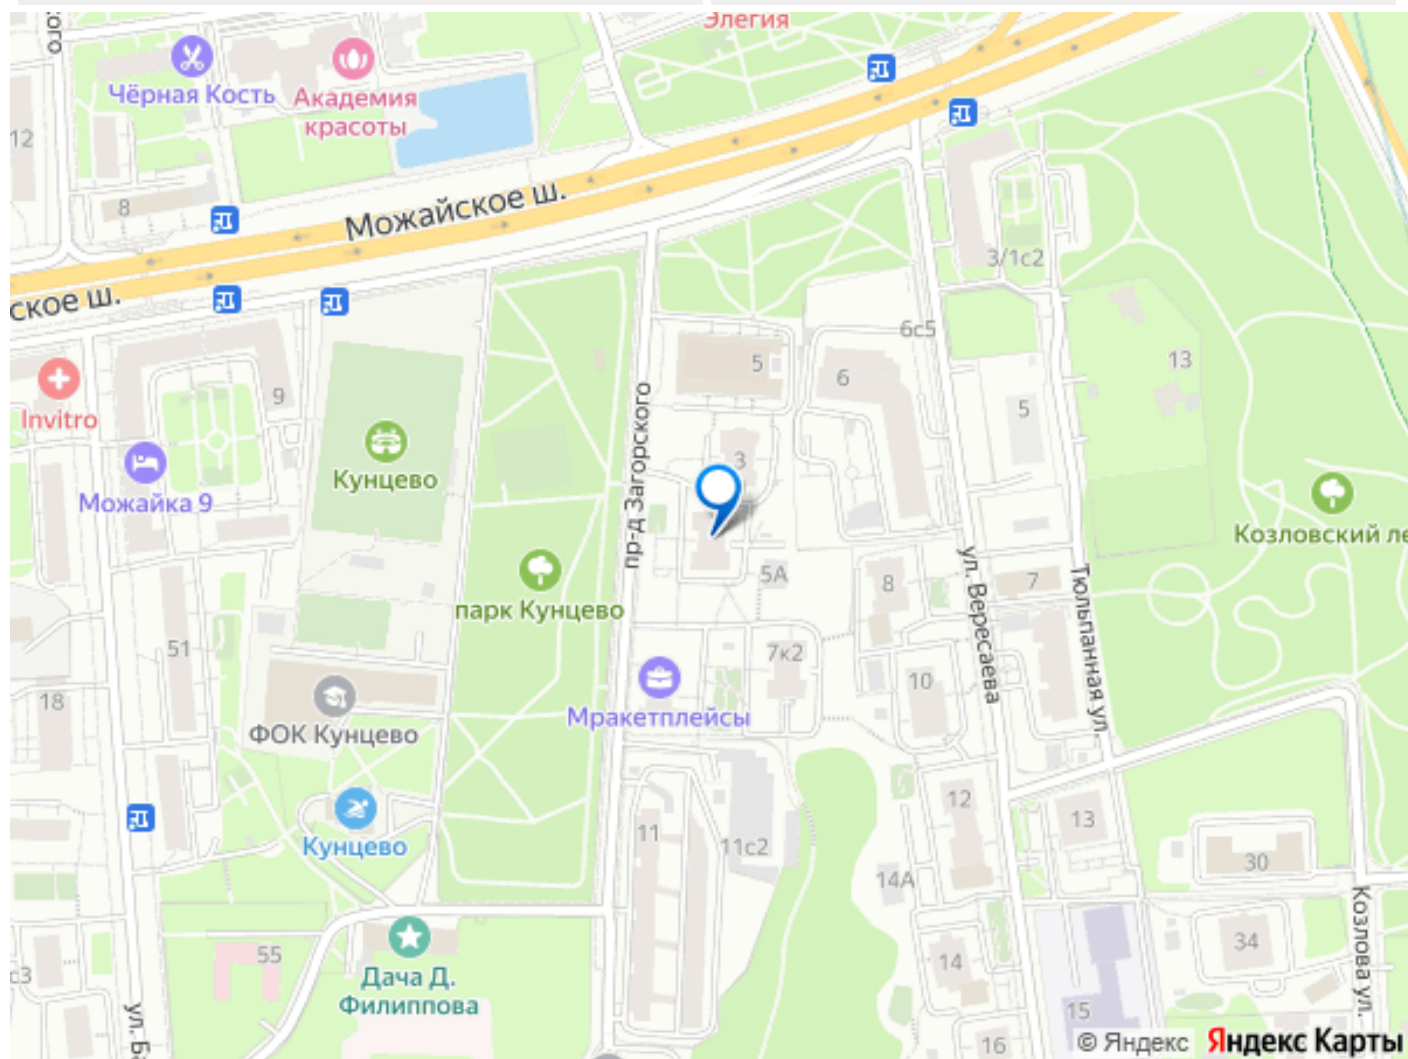 кого
Элегия
Чёрная Кость
Академия
красоты
12
8
Можайское ш.
ское ш.
3/1с2
6с5
Invitro
9
5
6
13
5
Кунцево
пр-д Загорского
3
Можайка 9
Козловский ле
парк Кунцево
5А
8
ул. Вересаева
7
Тюльпанная ул.
51
7к2
10
18
Мракетплейсы
ФОК Кунцево
12
13
11
11с2
Кунцево
30
14А
Козлова ул.
55
34
с3
Дача Д.
Филиппова
14
ул. Ба
15
16
© Яндекс Яндекс Карты